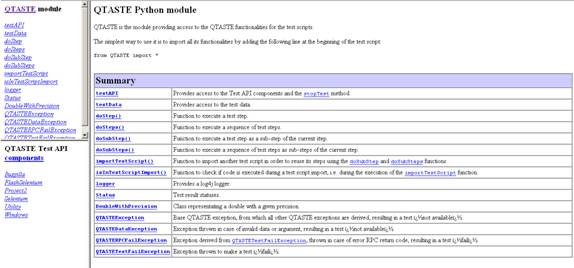 QTASTE module
testAPI
testData
doStep
doSteps
doSubStep
doSubSteps
importTestScript
isInTestScriptImport
logger
Status
DoubleWithPrecision
QTASTEException
QTASTEDataException
QTASTERPCFailException
QTASTETestFailException
QTASTE Test API
components
Bugzilla
FlashSelenium
Project2
Selenium
Utility
Windows
QTASTE Python module
QTASTE is the module providing access to the QTASTE functionalities for the test scripts.
The simplest way to use it is to import all its functionalities by adding the following line at the beginning of the test script:
from QTASTE import *
Summary
testAPI Provides access to the Test API components and the stopTest method
testData Provides access to the test data.
doStep() Function to execute a test step.
doSteps() Function to execute a sequence of test steps.
doSubStep() Function to execute a test step as a sub-step of the current step.
doSubSteps() Function to execute a sequence of test steps as sub-steps of the current step.
importTestScript() Function to import another test script in order to reuse its steps using the doSubStep and doSubSteps functions
isInTestScriptImport() Function to check if code is executed during a test script import, i.e. during the execution of the importTestScript function.
logger Provides a log4j logger
Status Test result statuses.
DoubleWithPrecision Class representating a double with a given precision.
QTASTEException Base QTASTE exception, from which all other QTASTE exceptions are derived, resulting in a test ï¿½not availableï¿½.
QTASTEDataException Exception thrown in case of invalid data or argument, resulting in a test ï¿½not availableï¿½.
QTASTERPCFailException Exception derived from QTASTETestFailException, thrown in case of error RPC return code, resulting in a test ï¿½failï¿½.
QTASTETestFailException Exception thrown to make a test ï¿½failï¿½.